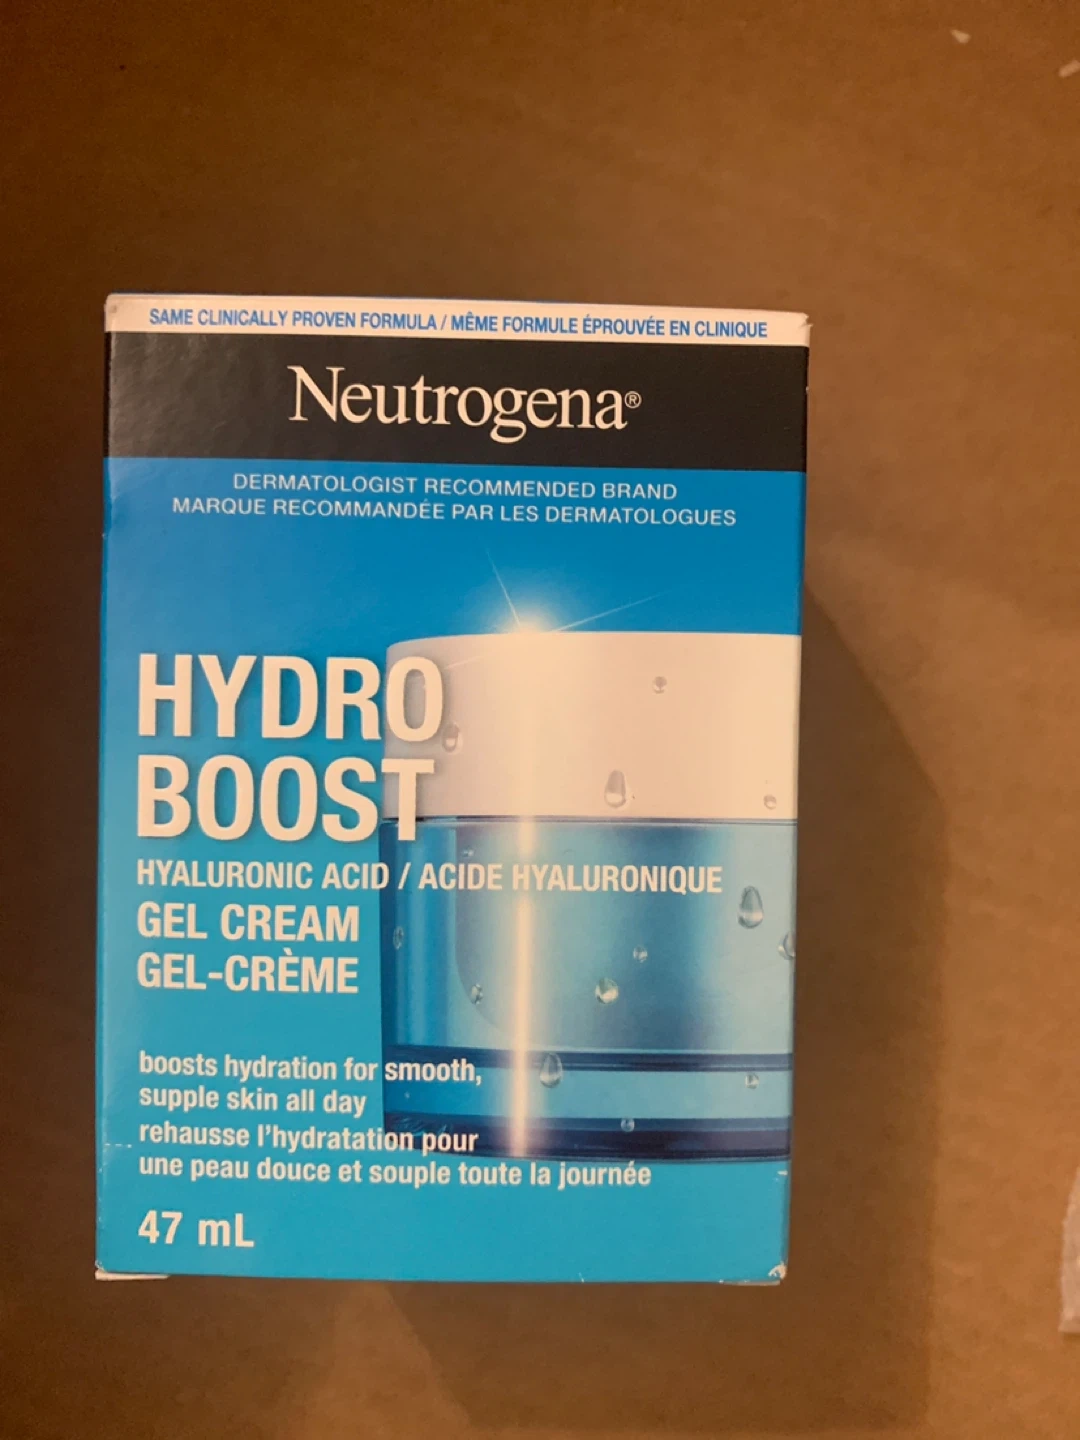 SAME CLINICALLY PROVEN FORMULA / MÊME FORMULE ÉPROUVÉE EN CLINIQUE
Neutrogena®
DERMATOLOGIST RECOMMENDED BRAND
MARQUE RECOMMANDÉE PAR LES DERMATOLOGUES
HYDRO
BOOST
HYALURONIC ACID / ACIDE HYALURONIQUE
GEL CREAM
GEL-CRÈME
boosts hydration for smooth,
supple skin all day
rehausse l'hydratation pour
une peau douce et souple toute la journée
47 mL